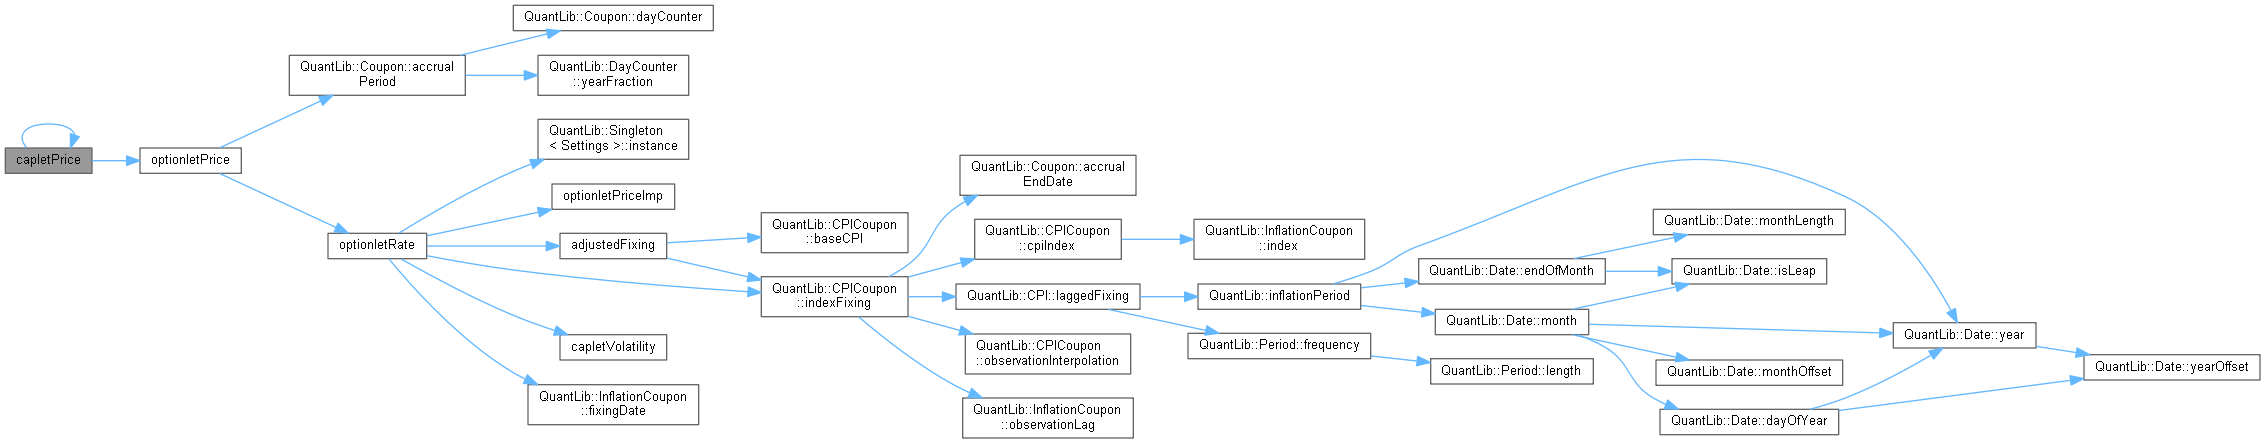 QuantLib::Coupon::dayCounter
QuantLib::Coupon::accrual
Period
QuantLib::DayCounter
::yearFraction
QuantLib::Singleton
< Settings >::instance
capletPrice
optionletPrice
QuantLib::Coupon::accrual
EndDate
optionletPriceImp
QuantLib::CPICoupon
::baseCPI
QuantLib::Date::monthLength
optionletRate
adjustedFixing
QuantLib::CPICoupon
::cpiIndex
QuantLib::InflationCoupon
::index
QuantLib::Date::endOfMonth
QuantLib::Date::isLeap
QuantLib::CPICoupon
::indexFixing
QuantLib::CPI::laggedFixing
QuantLib::inflationPeriod
QuantLib::Date::month
QuantLib::Date::year
capletVolatility
QuantLib::CPICoupon
::observationInterpolation
QuantLib::Period::frequency
QuantLib::Period::length
QuantLib::Date::monthOffset
QuantLib::Date::yearOffset
QuantLib::InflationCoupon
::fixingDate
QuantLib::InflationCoupon
::observationLag
QuantLib::Date::dayOfYear